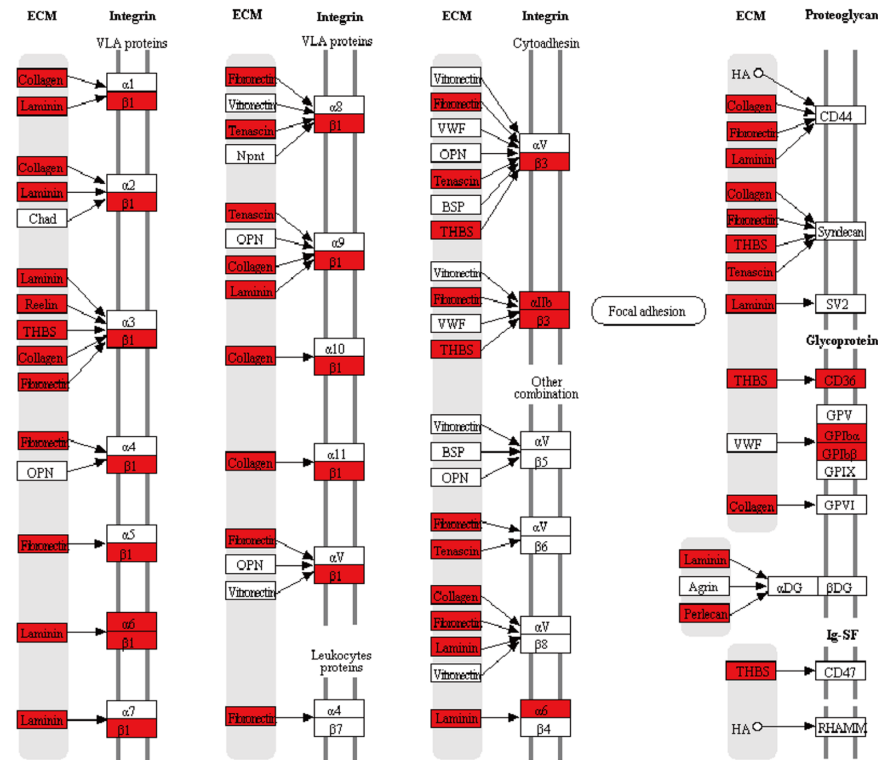 ECM
Integrin
VLA proteins
Collagen
Laminin
α1
β1
Collagen
Laminin
Chad
α2
β1
Laminin
Reelin
THBS
Collagen
Fibronectin
α3
β1
Fibronectin
OPN
α4
β1
Fibronectin
α5
β1
Laminin
α6
β1
Laminin
α7
β1
ECM
Integrin
VLA proteins
Fibronectin
Vitronectin
Tenascin
Npnt
α8
β1
Tenascin
OPN
Collagen
Laminin
α9
β1
Collagen
α10
β1
Collagen
α11
β1
Fibronectin
OPN
Vitronectin
αV
β1
Leukocytes
proteins
Fibronectin
α4
β7
ECM
Integrin
Cytoadhesin
Vitronectin
Fibronectin
VWF
OPN
Tenascin
BSP
THBS
αV
β3
Vitronectin
Fibronectin
VWF
THBS
αIIb
β3
Focal adhesion
Other
combination
Vitronectin
BSP
OPN
αV
β5
Fibronectin
Tenascin
αV
β6
Collagen
Fibronectin
Laminin
Vitronectin
αV
β8
Laminin
α6
β4
ECM
Proteoglycan
HA
Collagen
Fibronectin
Laminin
CD44
Collagen
Fibronectin
THBS
Tenascin
Syndecan
Laminin
SV2
Glycoprotein
THBS
CD36
VWF
GPV
GPIbα
GPIbβ
GPIX
Collagen
GPVI
Laminin
Agrin
Perlecan
αDG
βDG
Ig-SF
THBS
CD47
HA
RHAMM